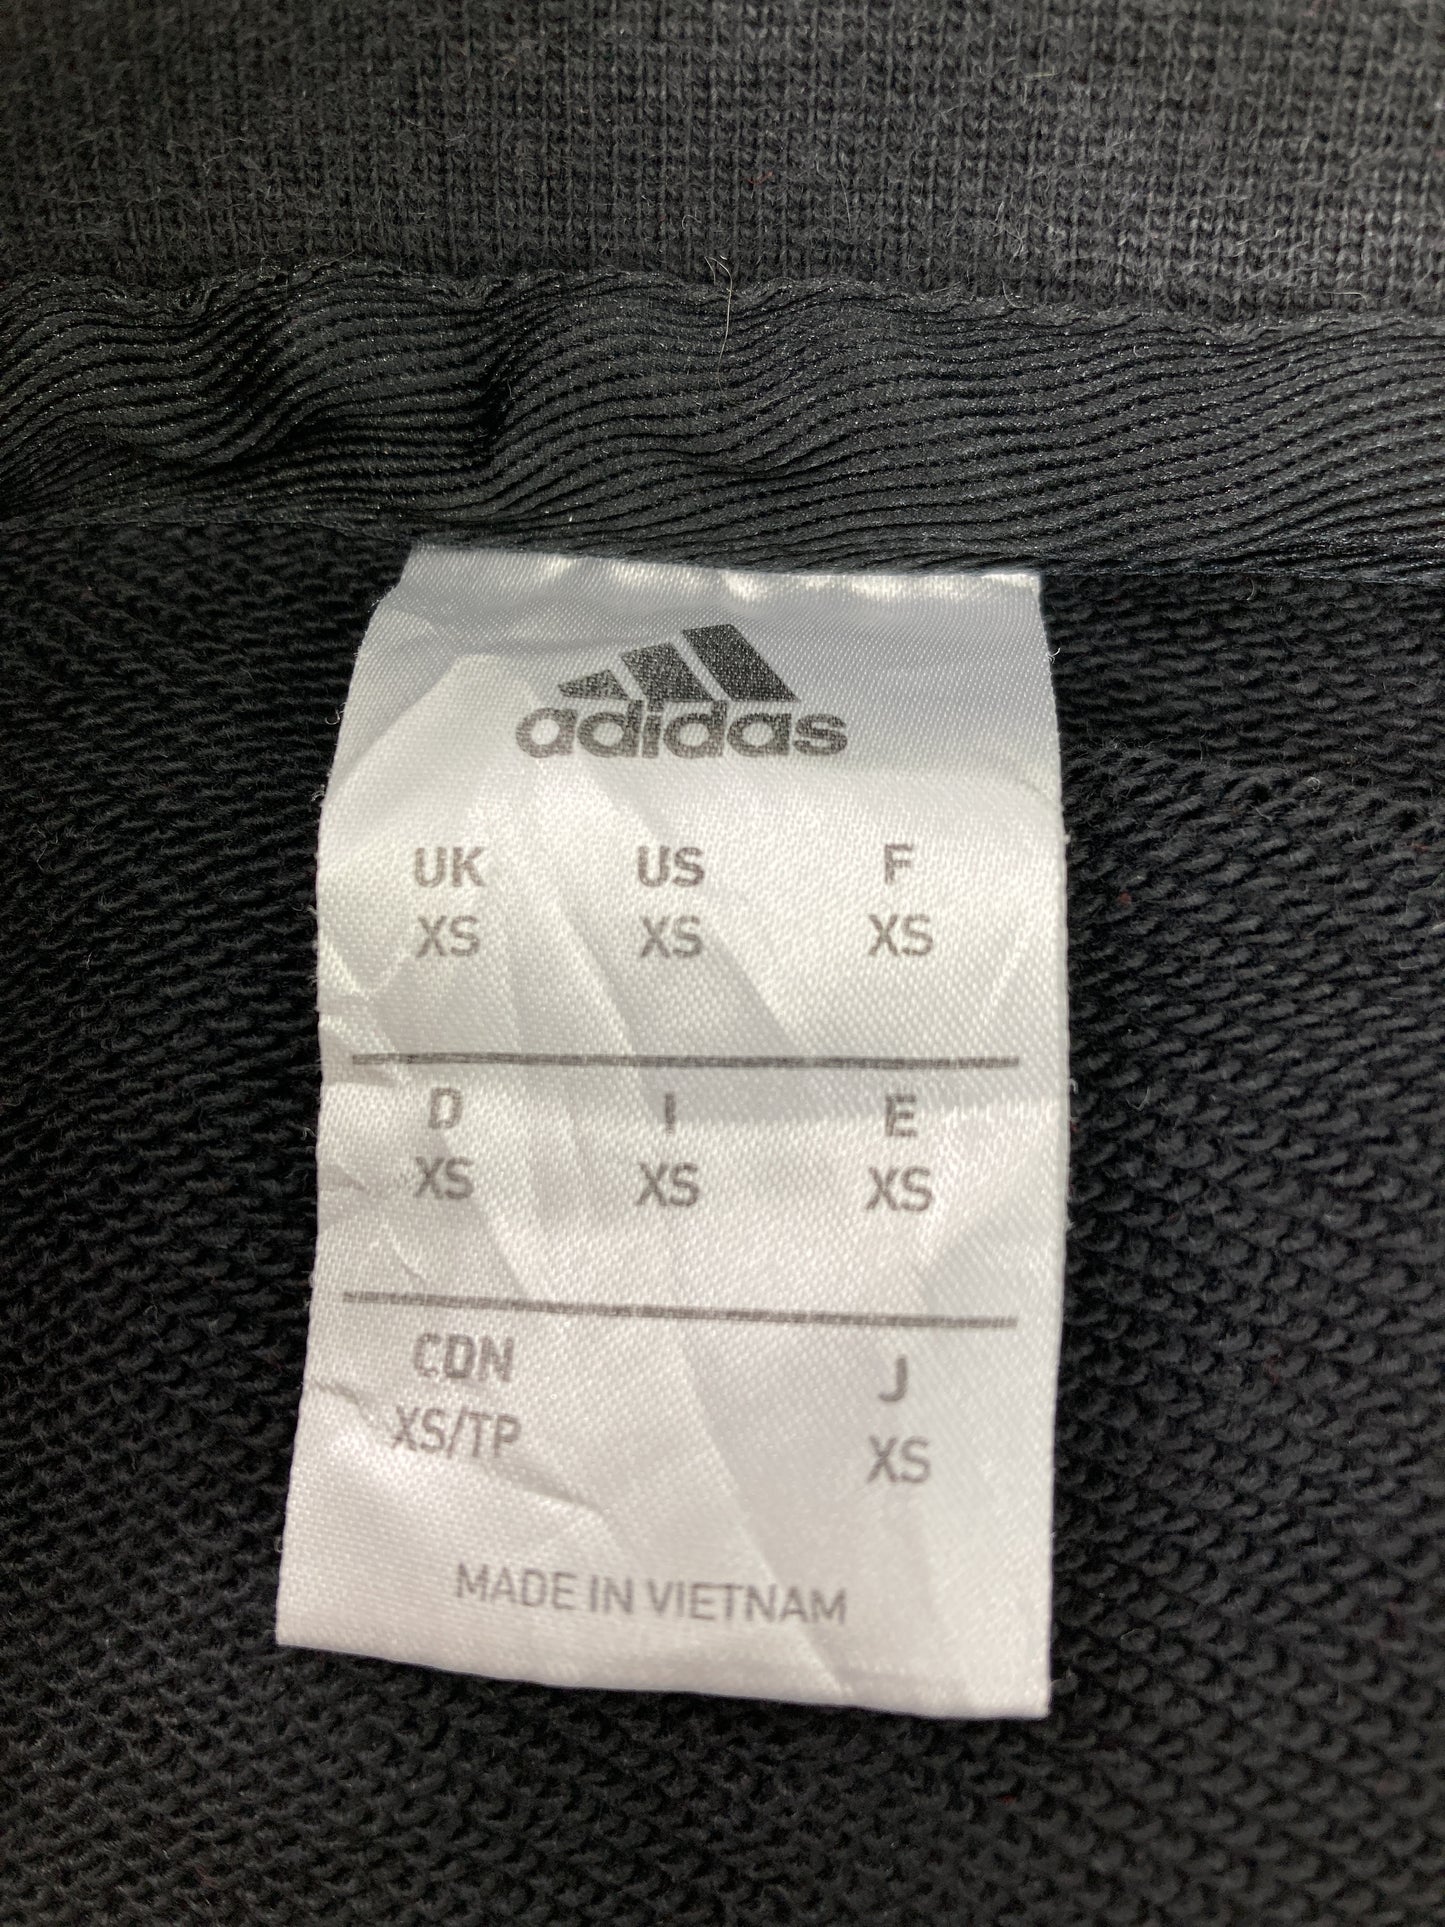 adidas
UK US F
XS XS XS
D I E
XS XS XS
CDN J
XS/TP XS
MADE IN VIETNAM